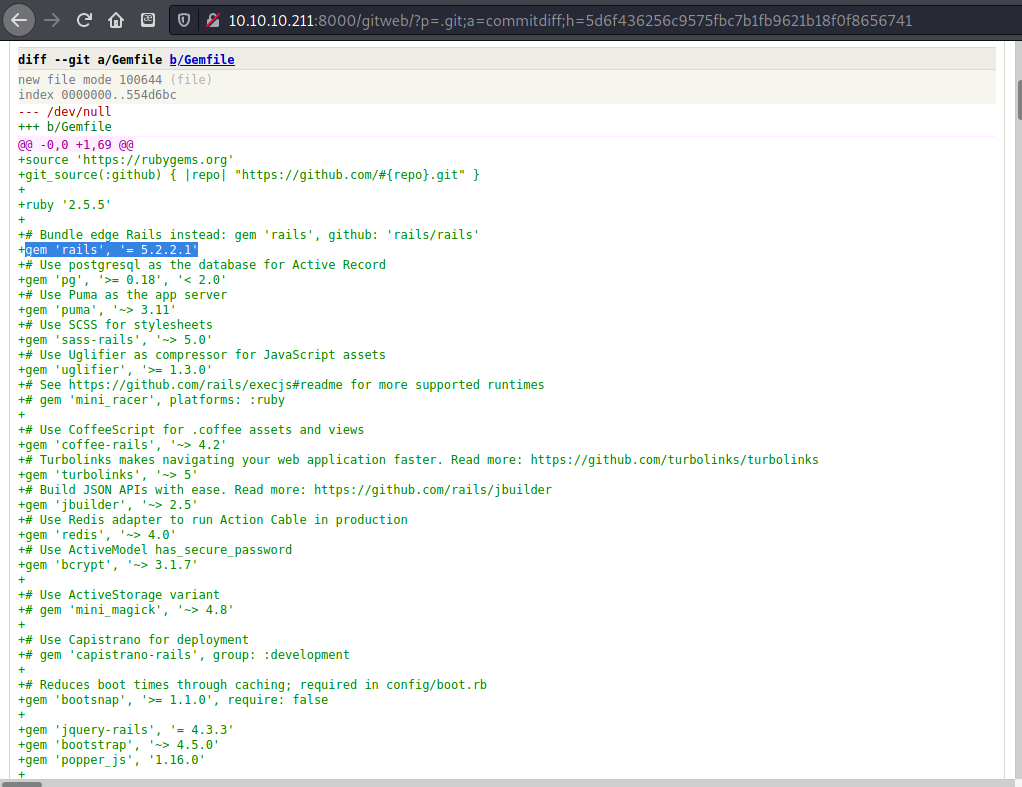 10.10.10.211:8000/gitweb/?p=.git;a=commitdiff;h=5d6f436256c9575fbc7b1fb9621b18f0f8656741
diff --git a/Gemfile b/Gemfile
new file mode 100644 (file)
index 0000000..554d6bc
--- /dev/null
+++ b/Gemfile
@@ -0,0 +1,69 @@
+source 'https://rubygems.org'
+git_source(:github) { |repo| "https://github.com/#{repo}.git" }
+
+ruby '2.5.5'
+
+# Bundle edge Rails instead: gem 'rails', github: 'rails/rails'
+gem 'rails', '= 5.2.2.1'
+# Use postgresql as the database for Active Record
+gem 'pg', '>= 0.18', '< 2.0'
+# Use Puma as the app server
+gem 'puma', '~> 3.11'
+# Use SCSS for stylesheets
+gem 'sass-rails', '~> 5.0'
+# Use Uglifier as compressor for JavaScript assets
+gem 'uglifier', '>= 1.3.0'
+# See https://github.com/rails/execjs#readme for more supported runtimes
+# gem 'mini_racer', platforms: :ruby
+
+# Use CoffeeScript for .coffee assets and views
+gem 'coffee-rails', '~> 4.2'
+# Turbolinks makes navigating your web application faster. Read more: https://github.com/turbolinks/turbolinks
+gem 'turbolinks', '~> 5'
+# Build JSON APIs with ease. Read more: https://github.com/rails/jbuilder
+gem 'jbuilder', '~> 2.5'
+# Use Redis adapter to run Action Cable in production
+gem 'redis', '~> 4.0'
+# Use ActiveModel has_secure_password
+gem 'bcrypt', '~> 3.1.7'
+
+# Use ActiveStorage variant
+# gem 'mini_magick', '~> 4.8'
+
+# Use Capistrano for deployment
+# gem 'capistrano-rails', group: :development
+
+# Reduces boot times through caching; required in config/boot.rb
+gem 'bootsnap', '>= 1.1.0', require: false
+
+gem 'jquery-rails', '= 4.3.3'
+gem 'bootstrap', '~> 4.5.0'
+gem 'popper_js', '1.16.0'
+